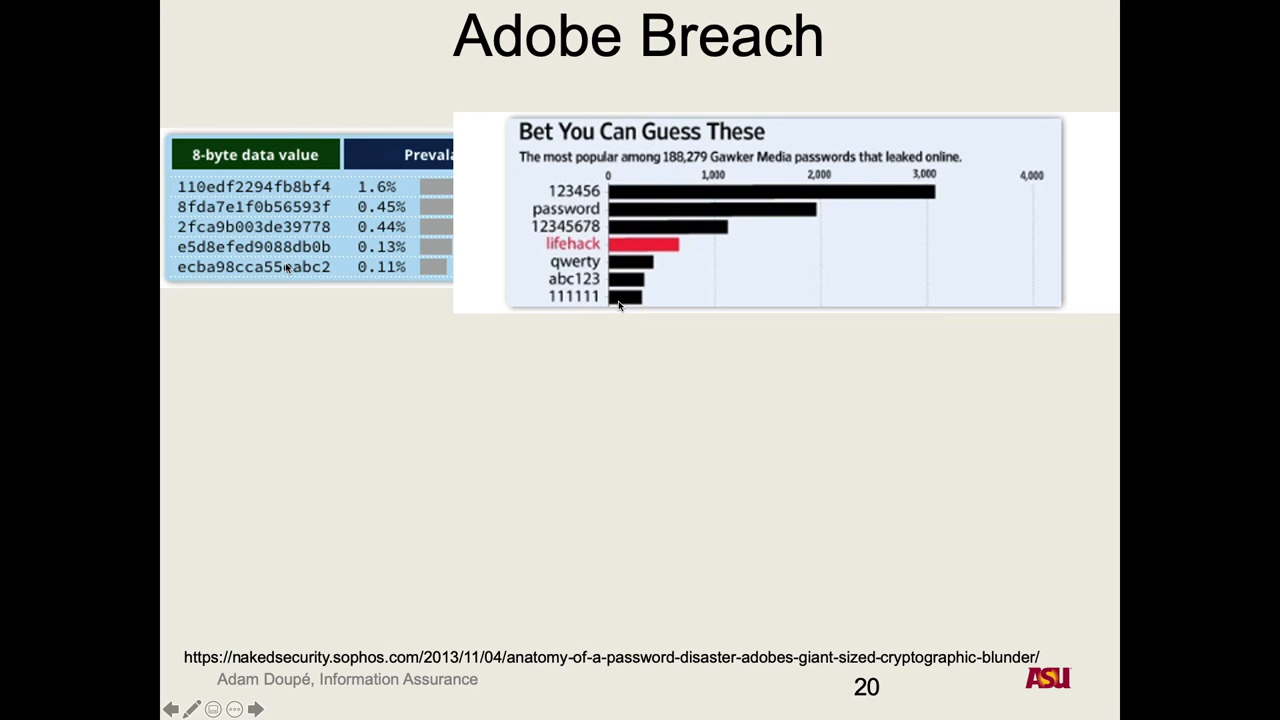 Adobe Breach
8-byte data value
110edf2294fb8bf4 1.6%
8fda7e1f0b56593f 0.45%
2fca9b003de39778 0.44%
e5d8efed9088db0b 0.13%
0.11%
Bet You Can Guess These
The most popular among 188,279 Gawker Media passwords that leaked online.
0 1,000 2,000 3,000 4,000
123456
password
12345678
lifehack
qwerty
abc123
111111
https://nakedsecurity.sophos.com/2013/11/04/anatomy-of-a-password-disaster-adobes-giant-sized-cryptographic-blunder/
Adam Doupé, Information Assurance
20
ASU